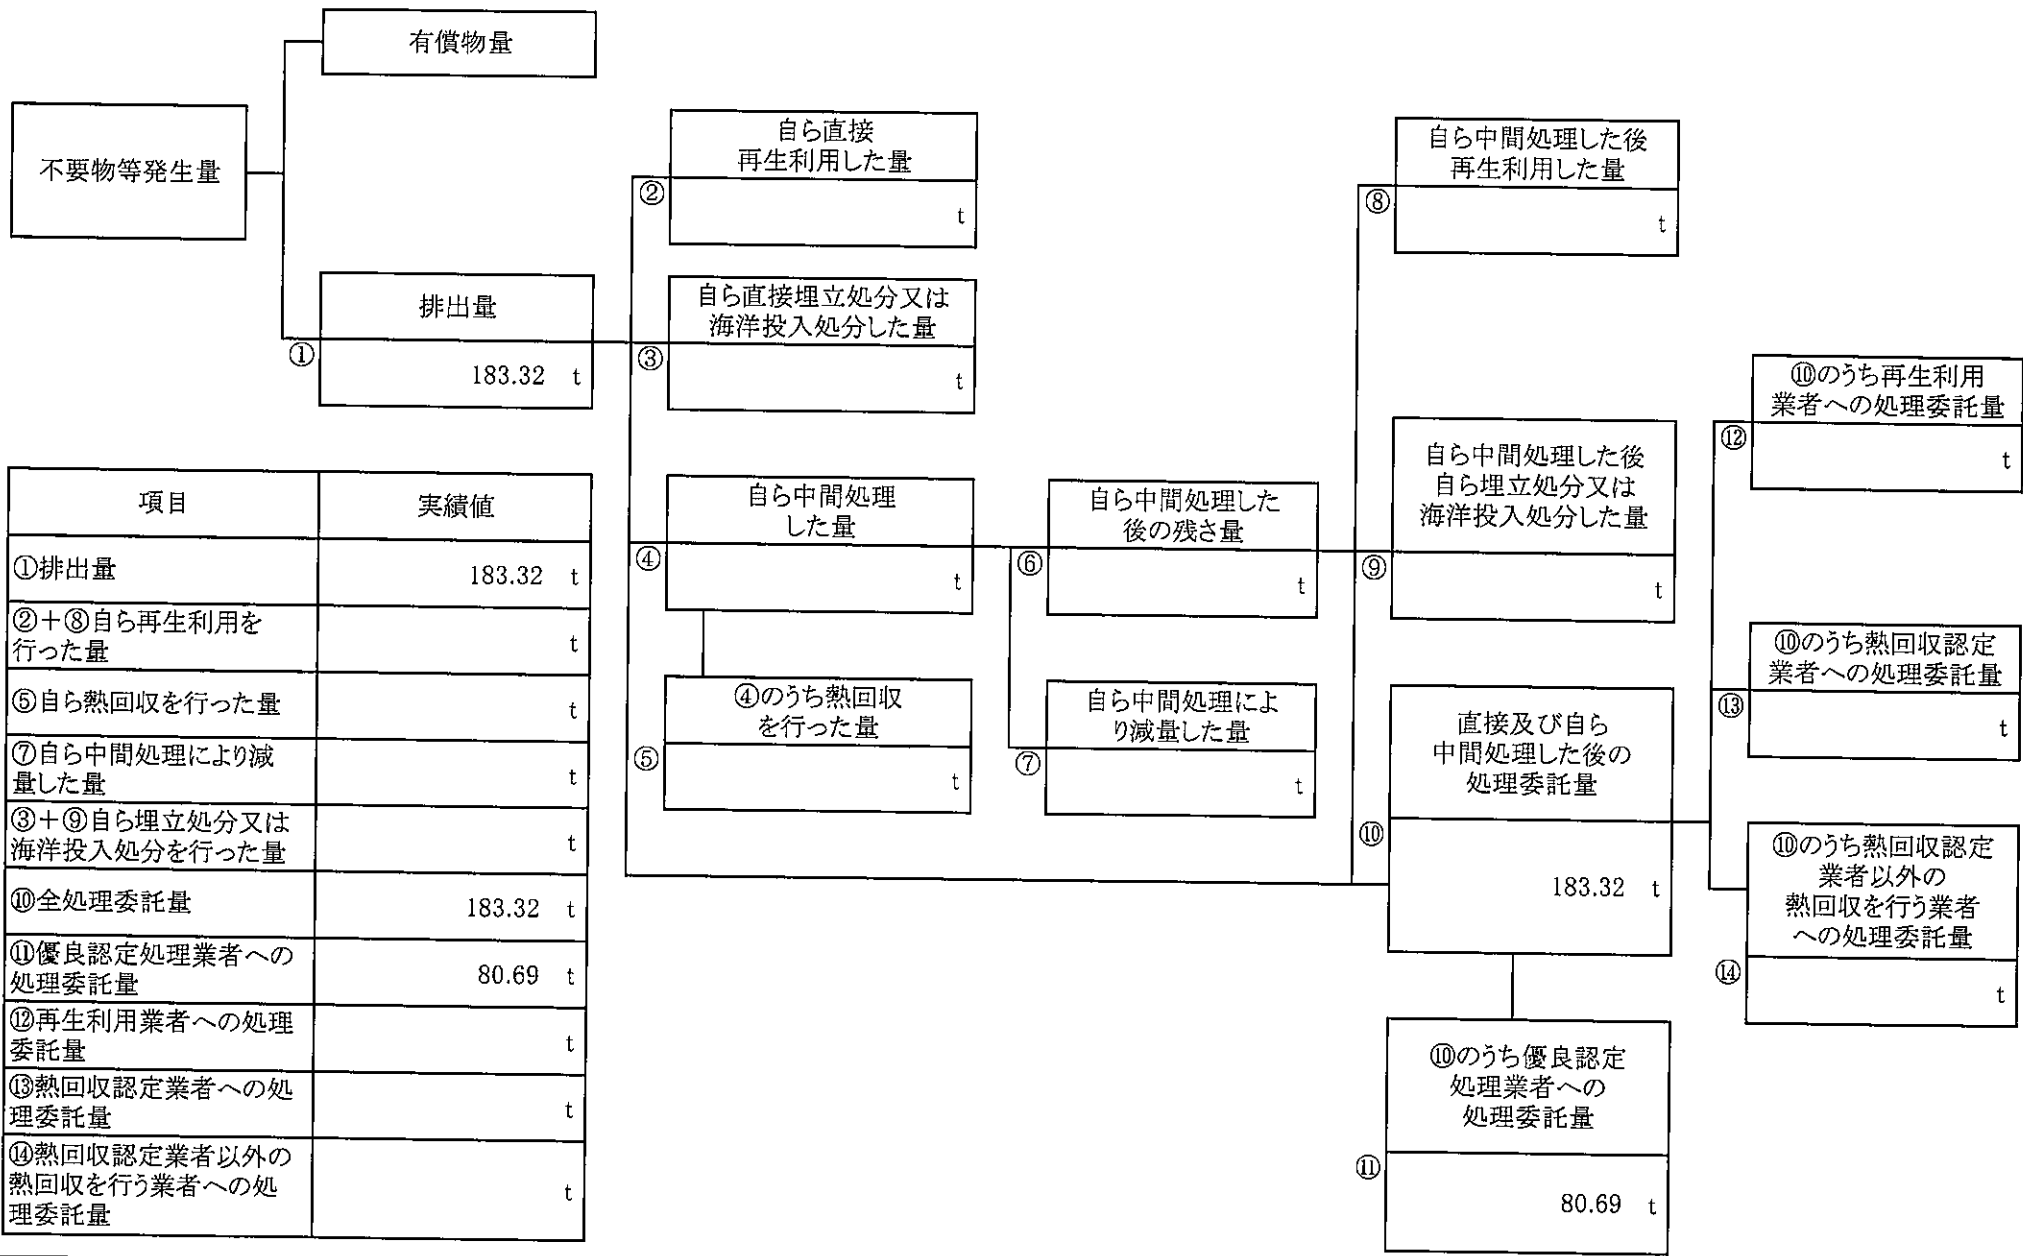 有償物量
不要物等発生量
排出量
①
183.32 t
自ら直接
再生利用した量
②
t
自ら直接埋立処分又は
海洋投入処分した量
③
t
自ら中間処理
した量
④
t
④のうち熱回収
を行った量
⑤
t
自ら中間処理した
後の残さ量
⑥
t
自ら中間処理によ
り減量した量
⑦
t
自ら中間処理した後
再生利用した量
⑧
t
自ら中間処理した後
自ら埋立処分又は
海洋投入処分した量
⑨
t
直接及び自ら
中間処理した後の
処理委託量
⑩
183.32 t
⑩のうち優良認定
処理業者への
処理委託量
⑪
80.69 t
⑩のうち再生利用
業者への処理委託量
⑫
t
⑩のうち熱回収認定
業者への処理委託量
⑬
t
⑩のうち熱回収認定
業者以外の
熱回収を行う業者
への処理委託量
⑭
t
項目 実績値
①排出量 183.32 t
②+⑧自ら再生利用を
行った量 t
⑤自ら熱回収を行った量 t
⑦自ら中間処理により減
量した量 t
③+⑨自ら埋立処分又は
海洋投入処分を行った量 t
⑩全処理委託量 183.32 t
⑪優良認定処理業者への
処理委託量 80.69 t
⑫再生利用業者への処理
委託量 t
⑬熱回収認定業者への処
理委託量 t
⑭熱回収認定業者以外の
熱回収を行う業者への処
理委託量 t